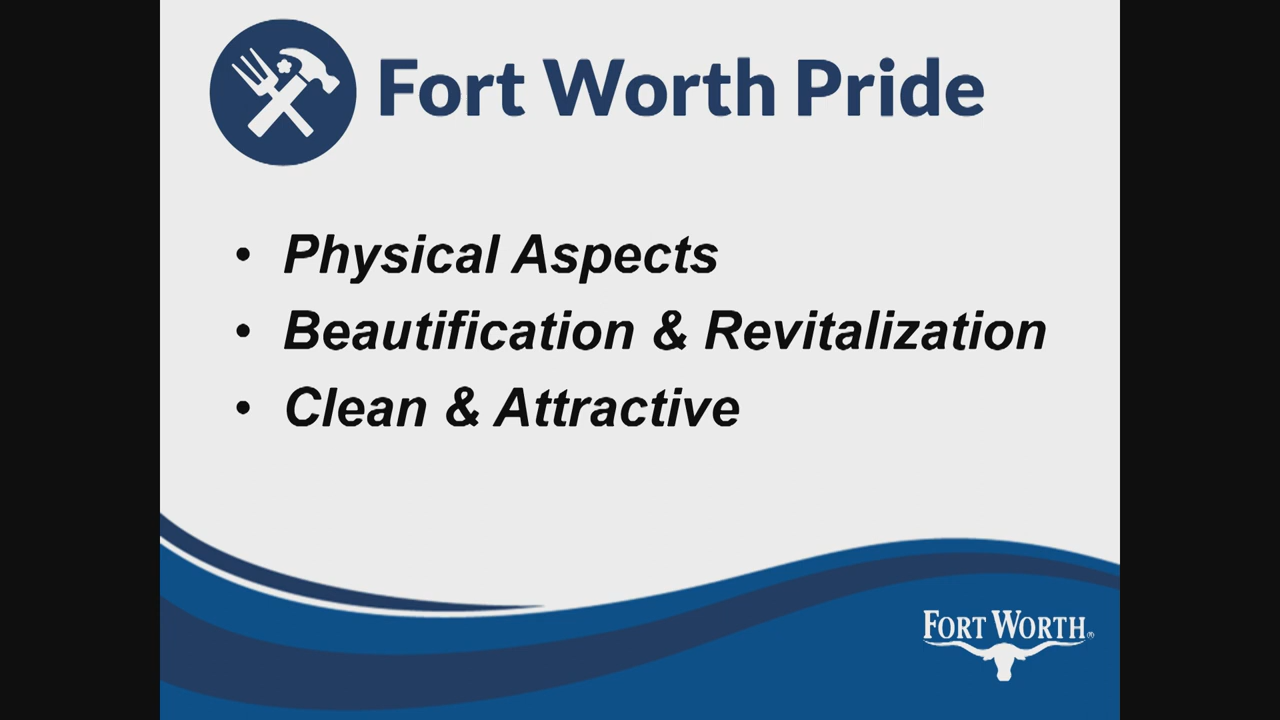 Fort Worth Pride
• Physical Aspects
• Beautification & Revitalization
• Clean & Attractive
FORT WORTH®